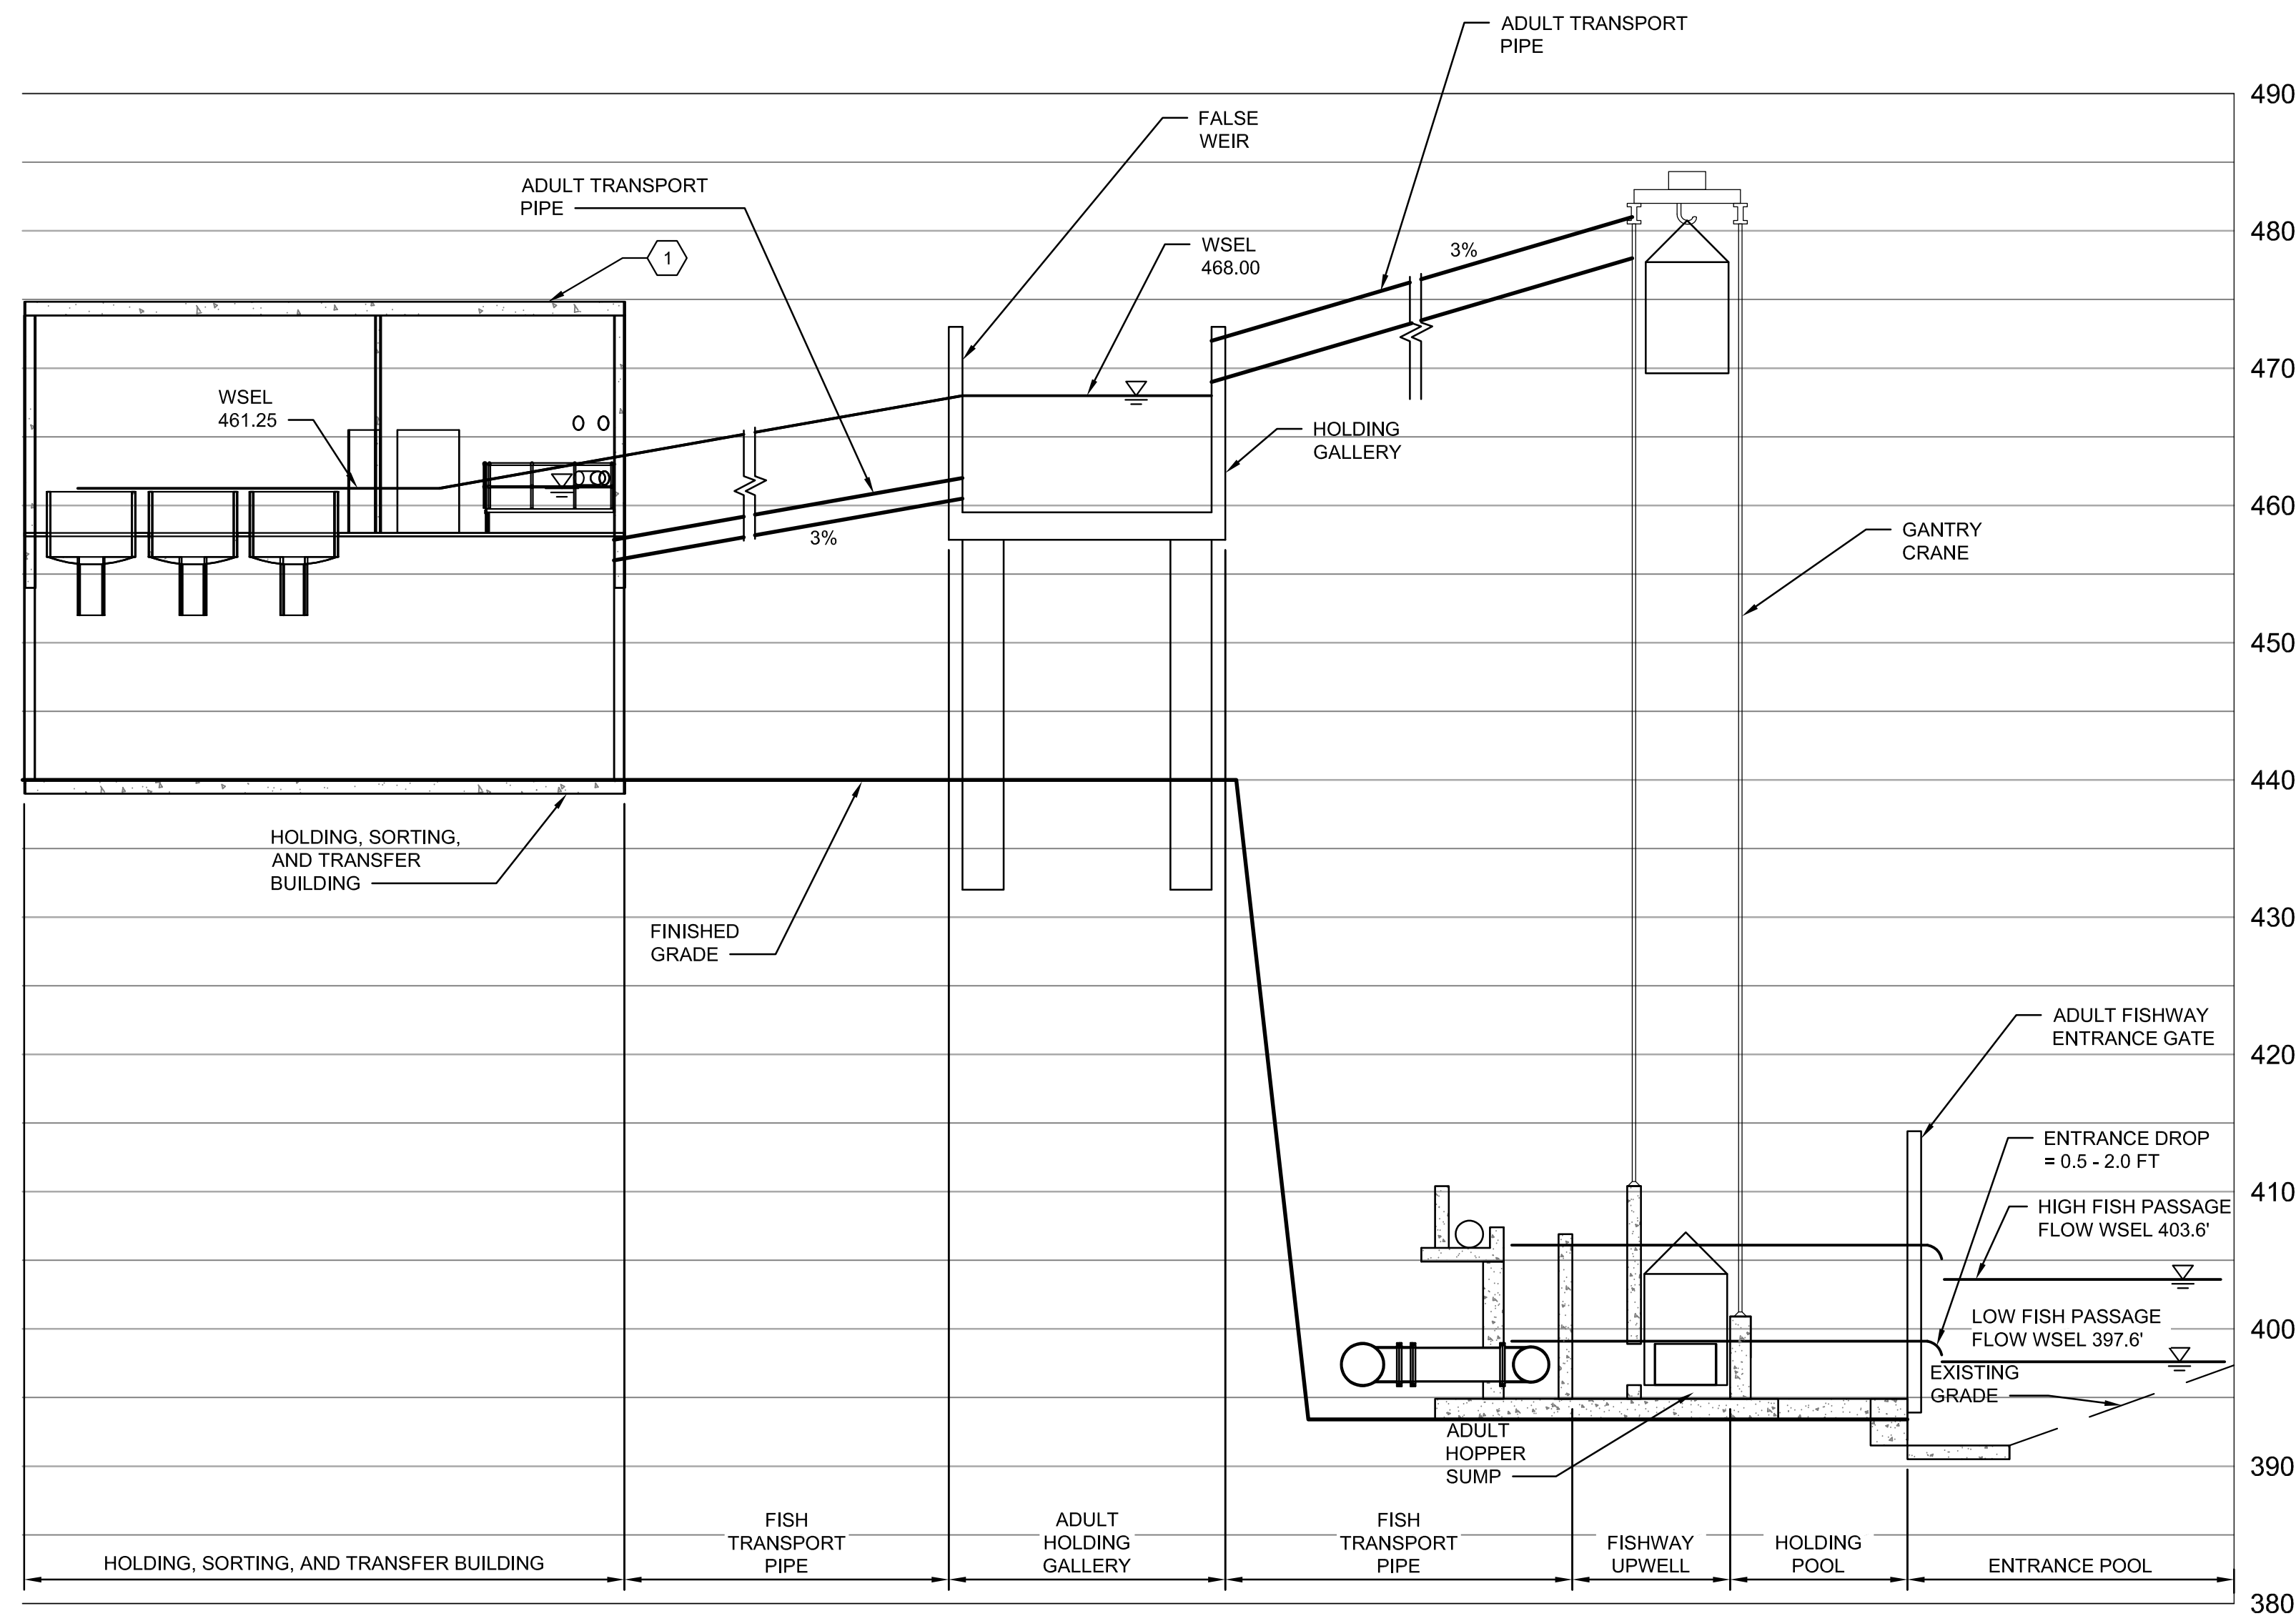 ADULT TRANSPORT
PIPE
490
FALSE
WEIR
ADULT TRANSPORT
PIPE
WSEL
468.00
3%
480
1
470
WSEL
461.25
HOLDING
GALLERY
460
3%
GANTRY
CRANE
450
440
HOLDING, SORTING,
AND TRANSFER
BUILDING
FINISHED
GRADE
430
ADULT FISHWAY
ENTRANCE GATE
420
ENTRANCE DROP
= 0.5 - 2.0 FT
410
HIGH FISH PASSAGE
FLOW WSEL 403.6'
LOW FISH PASSAGE
FLOW WSEL 397.6'
400
EXISTING
GRADE
ADULT
HOPPER
SUMP
390
HOLDING, SORTING, AND TRANSFER BUILDING
FISH
TRANSPORT
PIPE
ADULT
HOLDING
GALLERY
FISH
TRANSPORT
PIPE
FISHWAY
UPWELL
HOLDING
POOL
ENTRANCE POOL
380